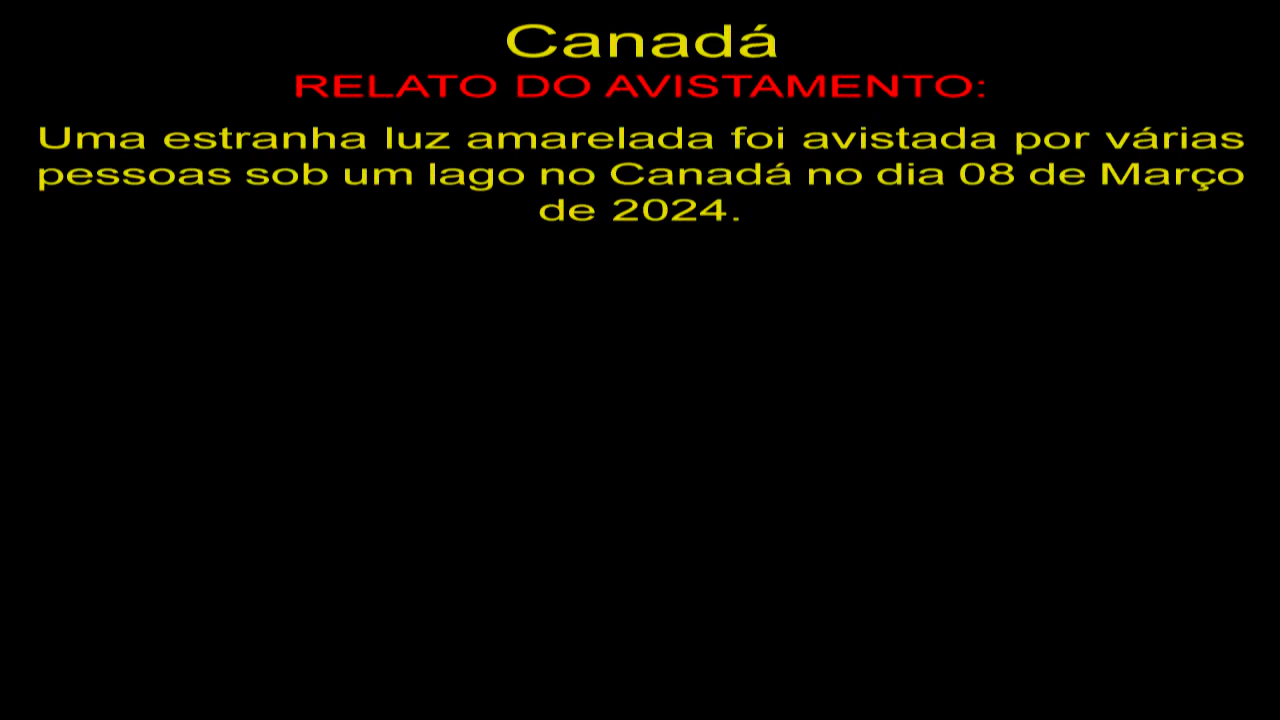 Canadá
RELATO DO AVISTAMENTO:
Uma estranha luz amarelada foi avistada por várias
pessoas sob um lago no Canadá no dia 08 de Março
de 2024.